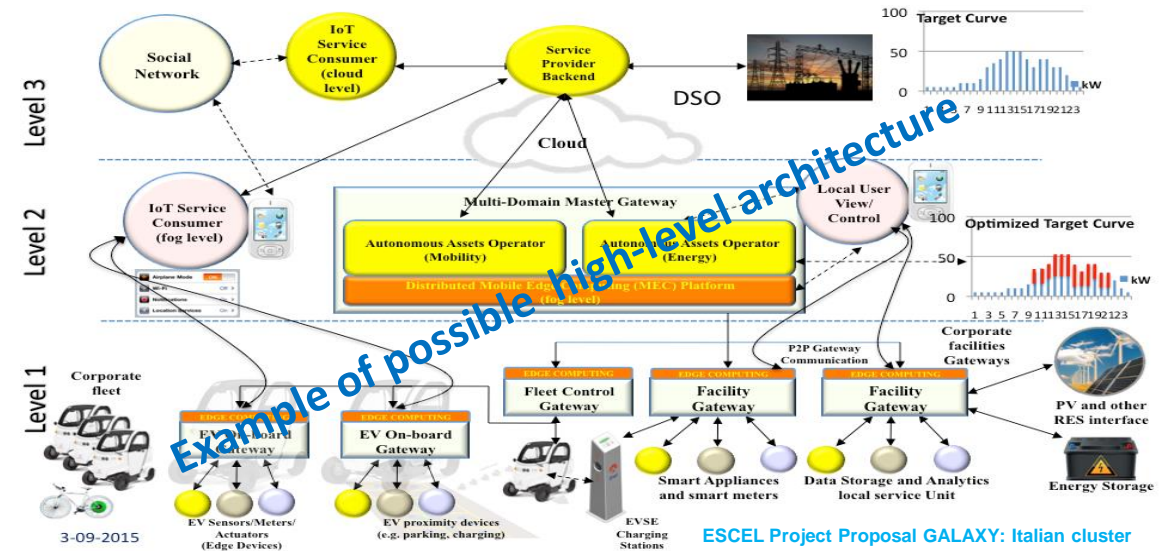 Level 3
Social
Network
IoT
Service
Consumer
(cloud
level)
Service
Provider
Backend
DSO
Cloud
100
Target Curve
50
0
7 9 11131517192123
kW
Level 2
IoT Service
Consumer
(fog level)
Airplane Mode
Wi-Fi
Notifications
Location Services
Multi-Domain Master Gateway
Autonomous Assets Operator
(Mobility)
Autonomous Assets Operator
(Energy)
Distributed Mobile Edge (MEC) Platform
(fog level)
Local User
View/
Control
100
Optimized Target Curve
50
0
1 3 5 7 9 11131517192123
kW
Example of possible high-level architecture
Level 1
Corporate
fleet
EDGE COMPUTING
EV On-board
Gateway
EDGE COMPUTING
EV On-board
Gateway
EDGE COMPUTING
Fleet Control
Gateway
P2P Gateway
Communication
EDGE COMPUTING
Facility
Gateway
EDGE COMPUTING
Facility
Gateway
Corporate
facilities
Gateways
PV and other
RES interface
Energy Storage
EV Sensors/Meters/
Actuators
(Edge Devices)
EV proximity devices
(e.g. parking, charging)
EVSE
Charging
Stations
Smart Appliances
and smart meters
Data Storage and Analytics
local service Unit
3-09-2015
ESCEL Project Proposal GALAXY: Italian cluster